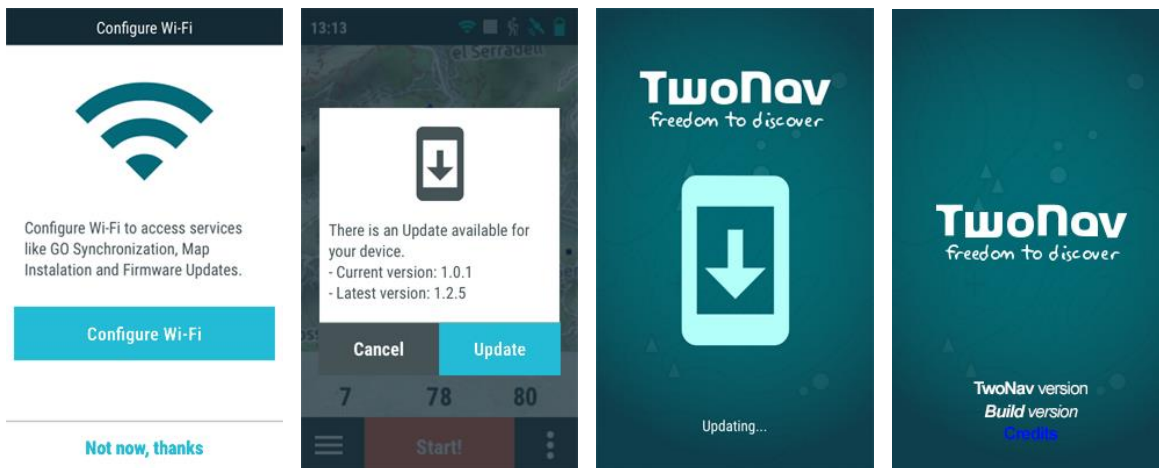 Configure Wi-Fi
Configure Wi-Fi to access services
like GO Synchronization, Map
Instalation and Firmware Updates.
Configure Wi-Fi
Not now, thanks
13:13
el Serradell
There is an Update available for
your device.
- Current version: 1.0.1
- Latest version: 1.2.5
Cancel
Update
7 78 80
Start!
TwoNav
freedom to discover
Updating...
TwoNav
freedom to discover
TwoNav version
Build version
Credits